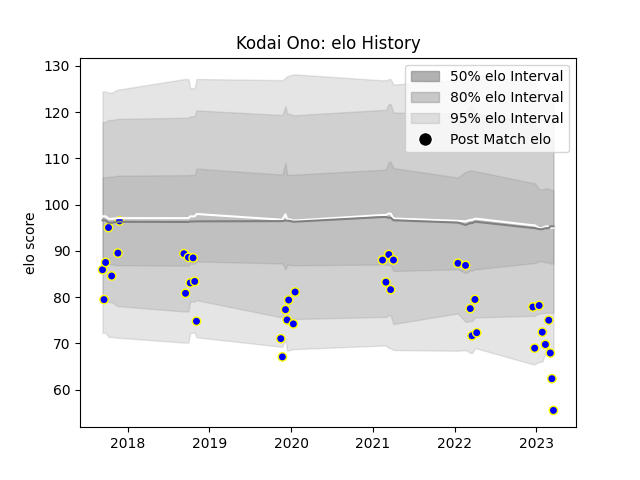 Kodai Ono: elo History
elo score
130
120
110
100
90
80
70
60
50% elo Interval
80% elo Interval
95% elo Interval
Post Match elo
2018 2019 2020 2021 2022 2023